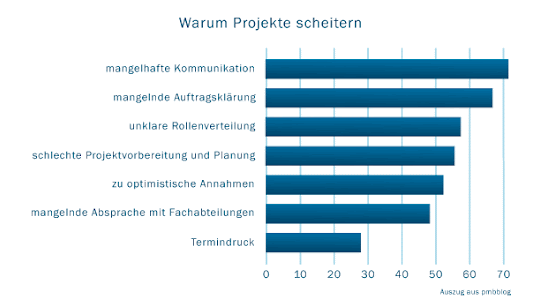 Warum Projekte scheitern
mangelhafte Kommunikation
mangelnde Auftragsklärung
unklare Rollenverteilung
schlechte Projektvorbereitung und Planung
zu optimistische Annahmen
mangelnde Absprache mit Fachabteilungen
Termindruck
0 10 20 30 40 50 60 70
Auszug aus pmbblog